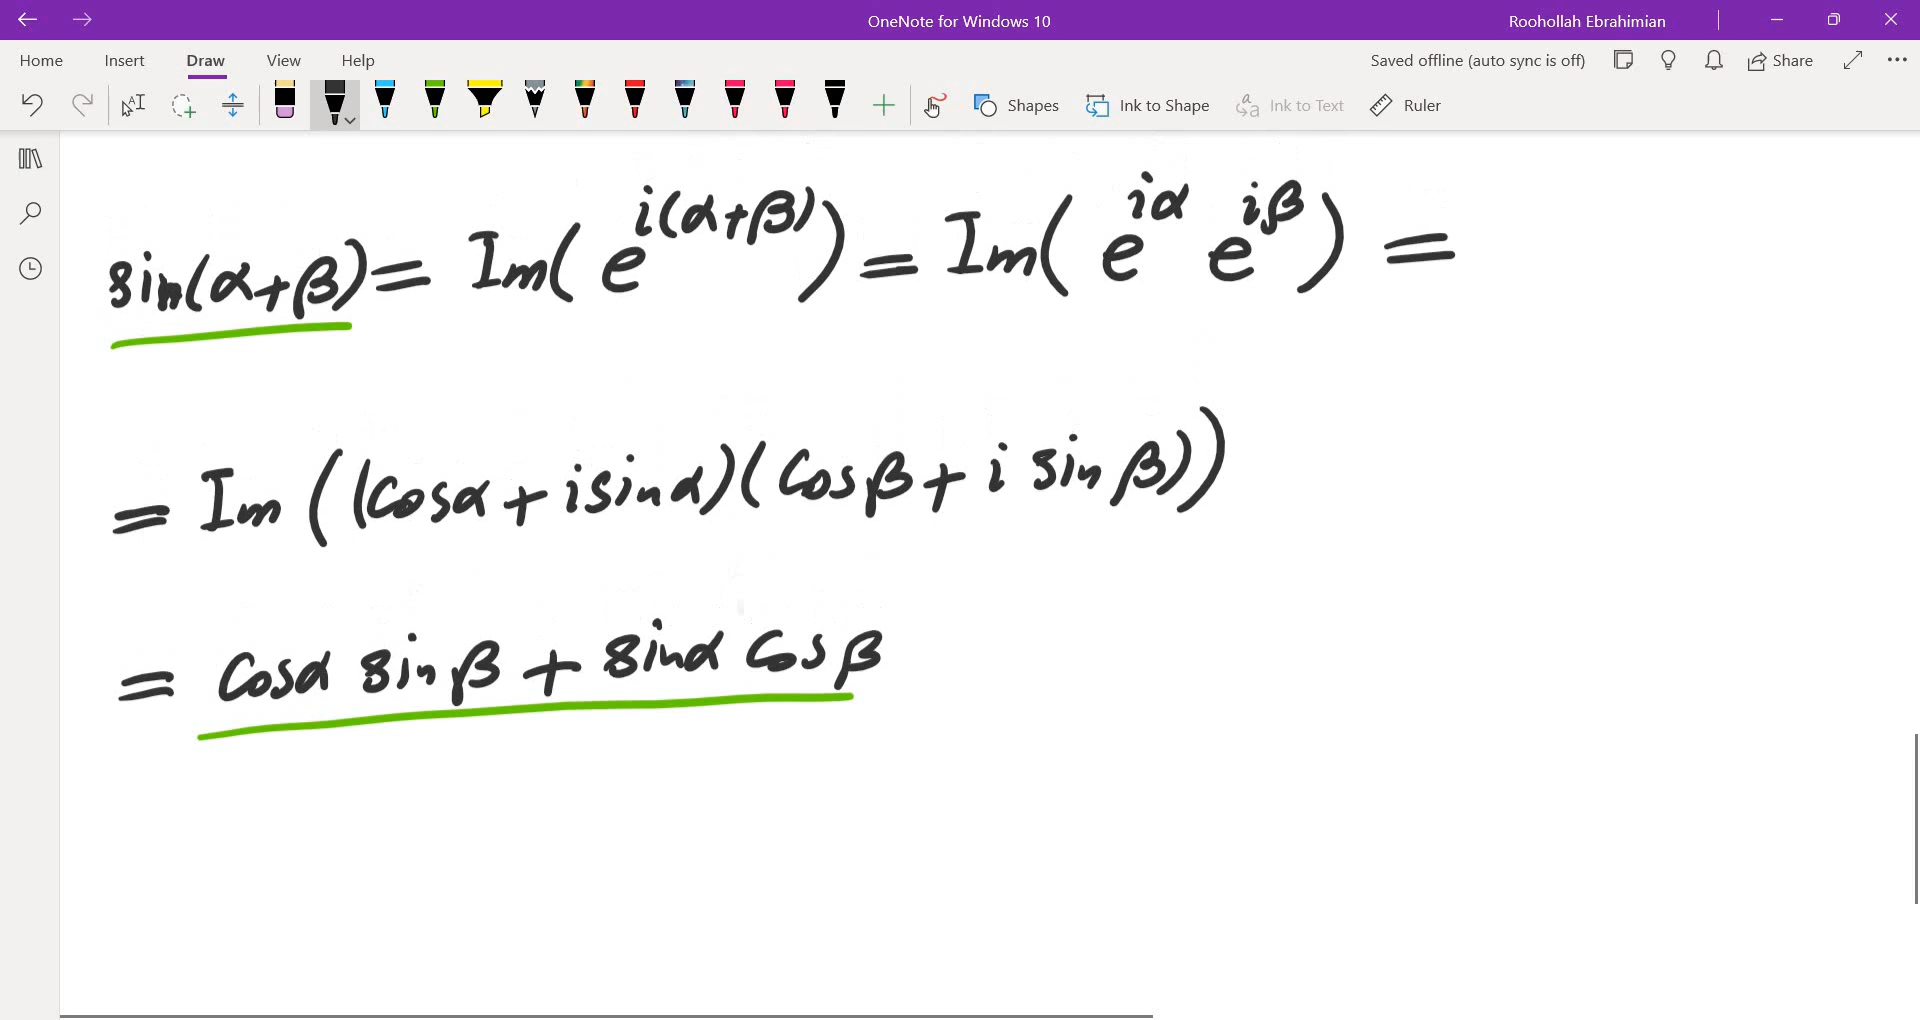 OneNote for Windows 10
Roohollah Ebrahimian
Home Insert Draw View Help
Saved offline (auto sync is off) Share
Shapes Ink to Shape Ink to Text Ruler
sin(α+β) = Im( e^{i(α+β)} ) = Im( e^{iα} e^{iβ} ) =
= Im ((cosα + i sinα)(cosβ + i sinβ))
= cosα sinβ + sinα cosβ